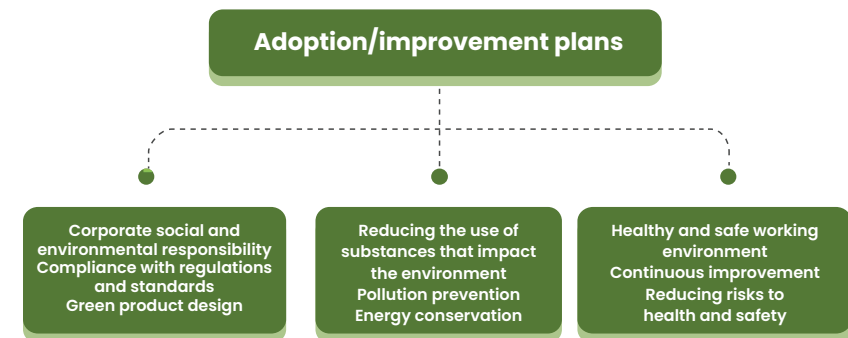 Adoption/improvement plans
Corporate social and
environmental responsibility
Compliance with regulations
and standards
Green product design
Reducing the use of
substances that impact
the environment
Pollution prevention
Energy conservation
Healthy and safe working
environment
Continuous improvement
Reducing risks to
health and safety